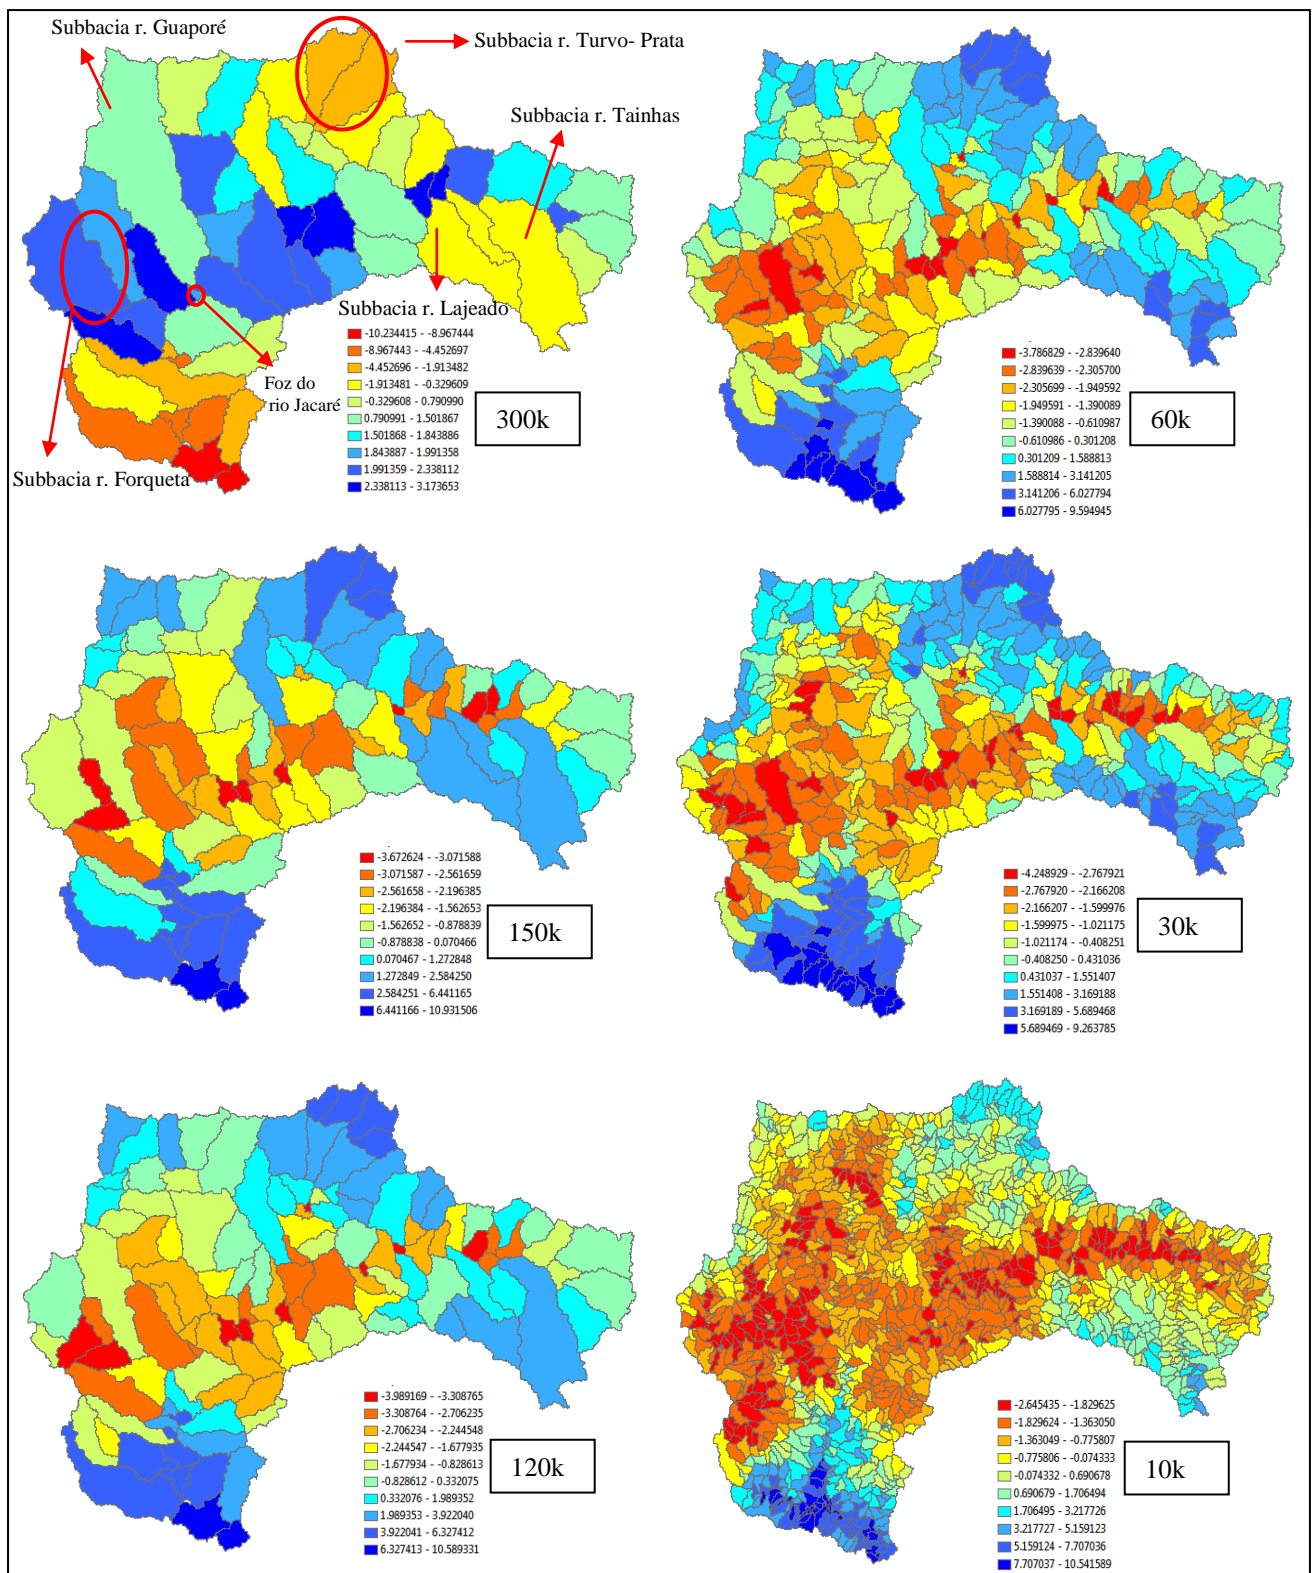 Subbacia r. Guaporé
Subbacia r. Turvo- Prata
Subbacia r. Tainhas
Subbacia r. Lajeado
Foz do
rio Jacaré
Subbacia r. Forqueta
-10.234415 - -8.967444
-8.967443 - -4.452697
-4.452696 - -1.913482
-1.913481 - -0.329609
-0.329608 - 0.790990
0.790991 - 1.501867
1.501868 - 1.843886
1.843887 - 1.991358
1.991359 - 2.338112
2.338113 - 3.173653
300k
-3.786829 - -2.839640
-2.839639 - -2.305700
-2.305699 - -1.949592
-1.949591 - -1.390089
-1.390088 - -0.610987
-0.610986 - 0.301208
0.301209 - 1.588813
1.588814 - 3.141205
3.141206 - 6.027794
6.027795 - 9.594945
60k
-3.672624 - -3.071588
-3.071587 - -2.561659
-2.561658 - -2.196385
-2.196384 - -1.562653
-1.562652 - -0.878839
-0.878838 - 0.070466
0.070467 - 1.272848
1.272849 - 2.584250
2.584251 - 6.441165
6.441166 - 10.931506
150k
-4.248929 - -2.767921
-2.767920 - -2.166208
-2.166207 - -1.599976
-1.599975 - -1.021175
-1.021174 - -0.408251
-0.408250 - 0.431036
0.431037 - 1.551407
1.551408 - 3.169188
3.169189 - 5.689468
5.689469 - 9.263785
30k
-3.989169 - -3.308765
-3.308764 - -2.706235
-2.706234 - -2.244548
-2.244547 - -1.677935
-1.677934 - -0.828613
-0.828612 - 0.332075
0.332076 - 1.989352
1.989353 - 3.922040
3.922041 - 6.327412
6.327413 - 10.589331
120k
-2.645435 - -1.829625
-1.829624 - -1.363050
-1.363049 - -0.775807
-0.775806 - -0.074333
-0.074332 - 0.690678
0.690679 - 1.706494
1.706495 - 3.217726
3.217727 - 5.159123
5.159124 - 7.707036
7.707037 - 10.541589
10k